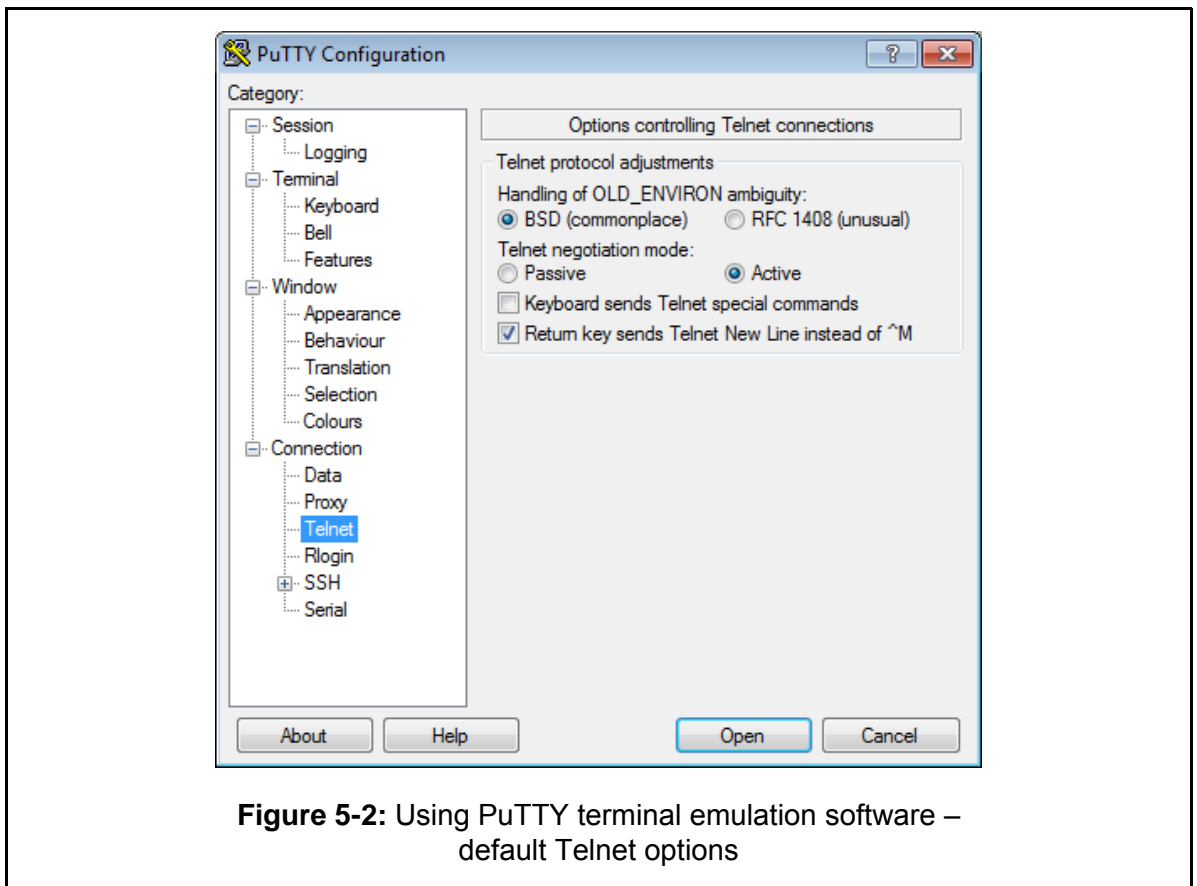 PuTTY Configuration
Category:
Session
Logging
Terminal
Keyboard
Bell
Features
Window
Appearance
Behaviour
Translation
Selection
Colours
Connection
Data
Proxy
Telnet
Rlogin
SSH
Serial
Options controlling Telnet connections
Telnet protocol adjustments
Handling of OLD_ENVIRON ambiguity:
BSD (commonplace) RFC 1408 (unusual)
Telnet negotiation mode:
Passive Active
Keyboard sends Telnet special commands
Return key sends Telnet New Line instead of ^M
About Help Open Cancel
Figure 5-2: Using PuTTY terminal emulation software –
default Telnet options